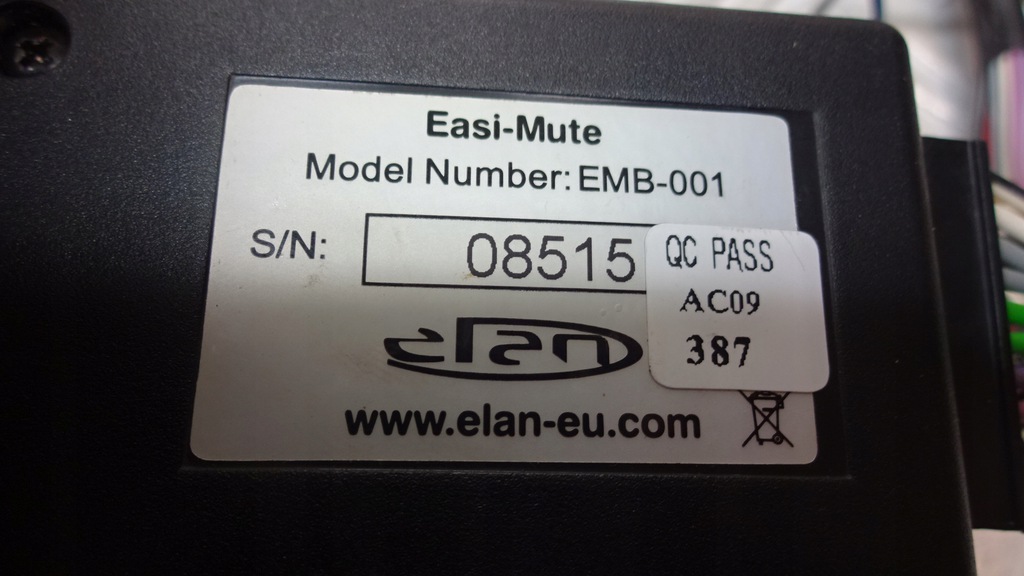 Easi-Mute
Model Number: EMB-001
S/N: 08515
QC PASS
AC09
387
elan
www.elan-eu.com